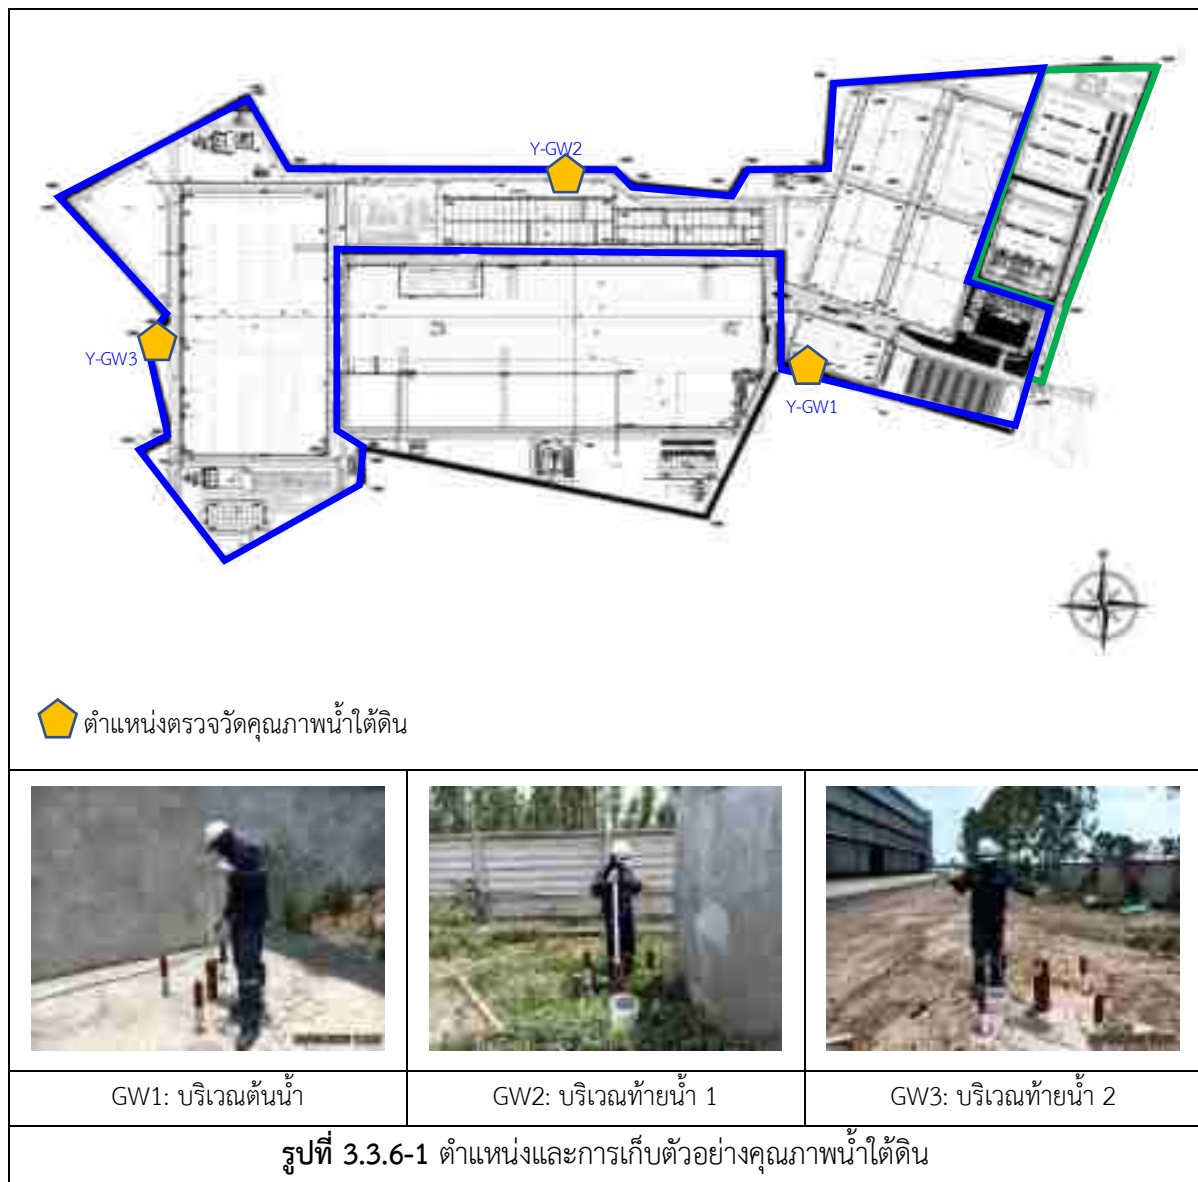 Y-GW2
Y-GW3
Y-GW1
ตำแหน่งตรวจวัดคุณภาพน้ำใต้ดิน
GW1: บริเวณต้นน้ำ
GW2: บริเวณท้ายน้ำ 1
GW3: บริเวณท้ายน้ำ 2
รูปที่ 3.3.6-1 ตำแหน่งและการเก็บตัวอย่างคุณภาพน้ำใต้ดิน